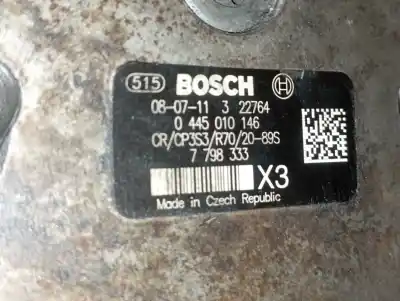 515 BOSCH
08-07-11 3 22764
0 445 010 146
CR/CP3S3/R70/20-89S
7 798 333
X3
Made in Czech Republic